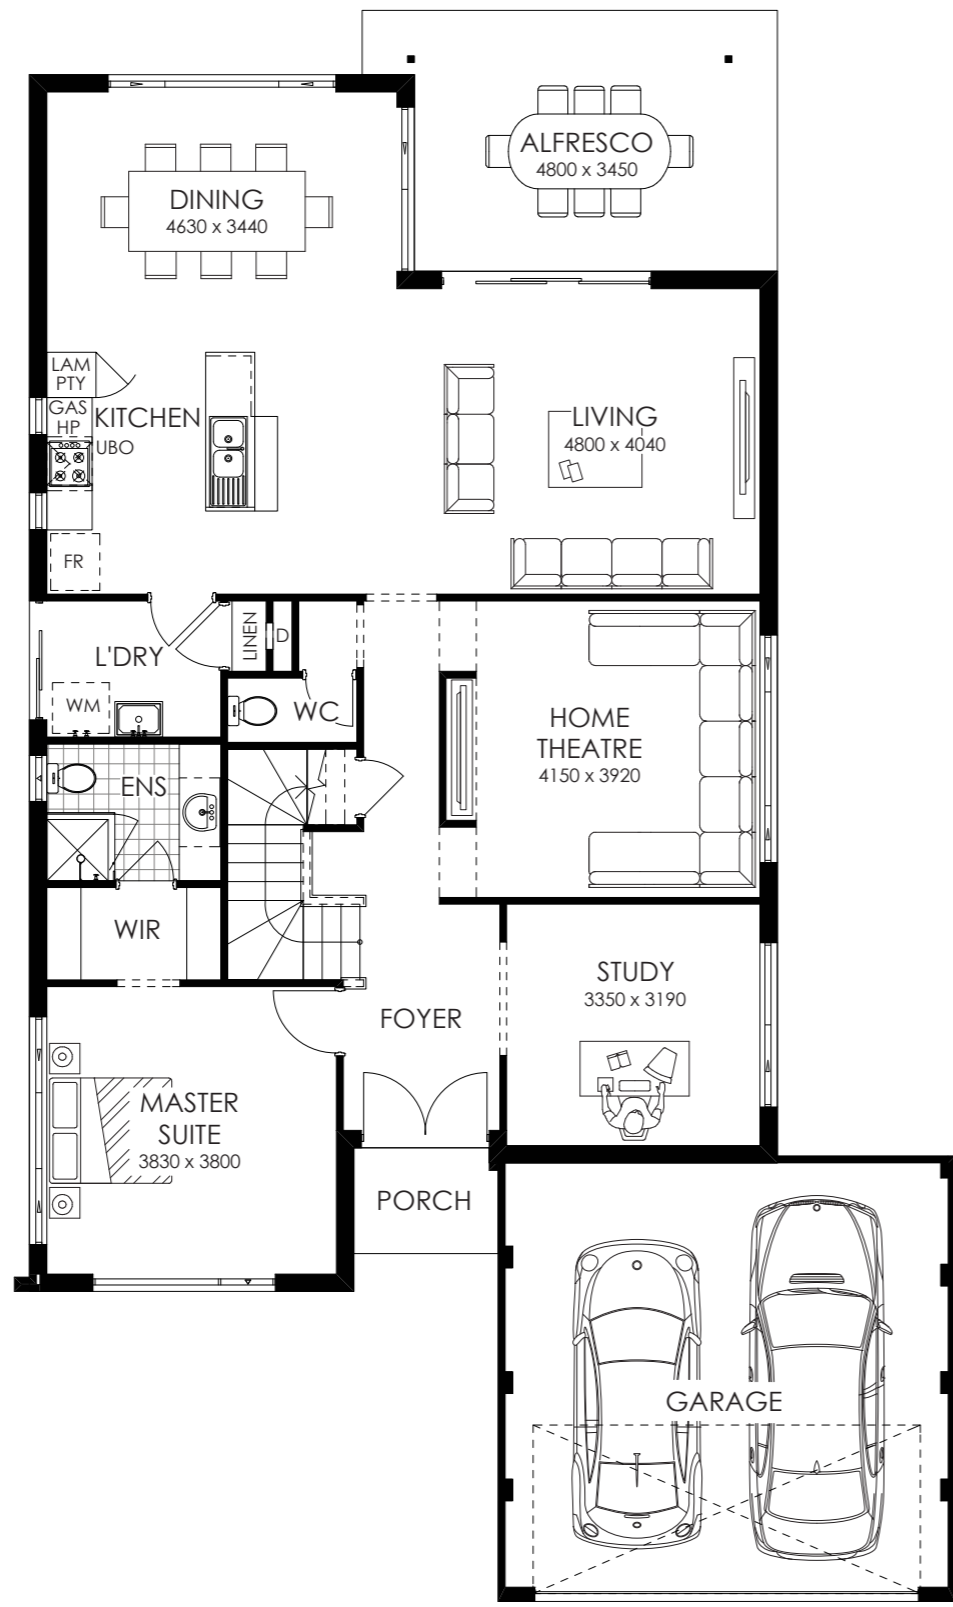 ALFRESCO
4800 x 3450
DINING
4630 x 3440
LAM
PTY
GAS
HP
KITCHEN
UBO
LIVING
4800 x 4040
FR
LINEN
D
L'DRY
WM
WC
HOME
THEATRE
4150 x 3920
ENS
WIR
STUDY
3350 x 3190
FOYER
MASTER
SUITE
3830 x 3800
PORCH
GARAGE